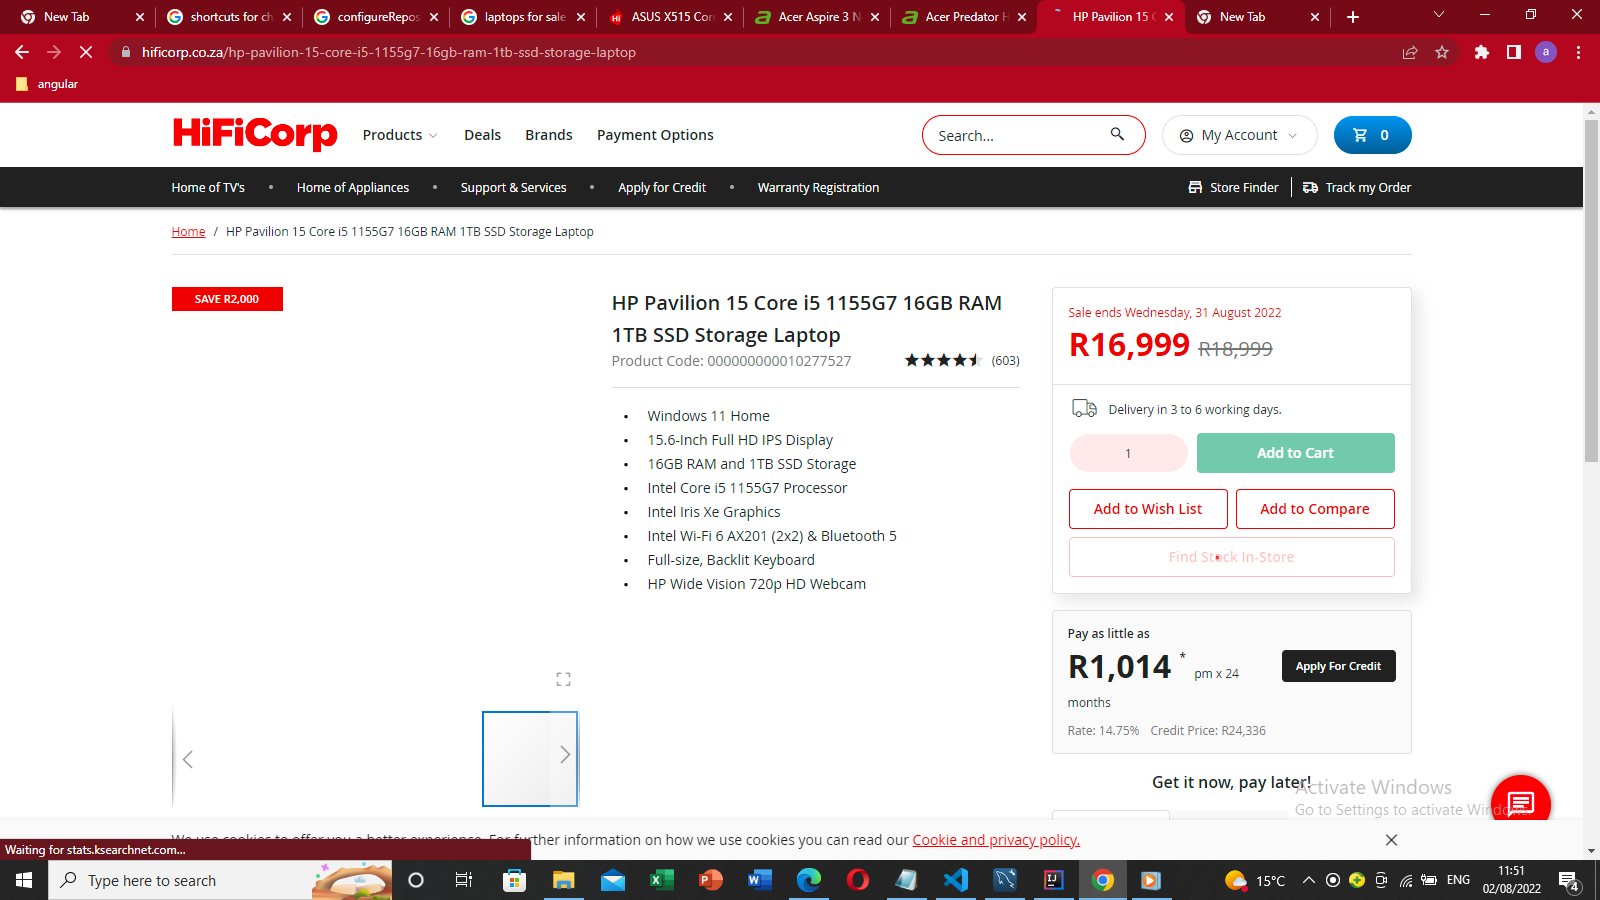 New Tab
shortcuts for ch
configureRepos
laptops for sale
ASUS X515 Cor
Acer Aspire 3 N
Acer Predator H
HP Pavilion 15 C
New Tab
hificorp.co.za/hp-pavilion-15-core-i5-1155g7-16gb-ram-1tb-ssd-storage-laptop
a
angular
HiFiCorp
Products
Deals
Brands
Payment Options
Search...
My Account
0
Home of TV's • Home of Appliances • Support & Services • Apply for Credit • Warranty Registration
Store Finder
Track my Order
Home / HP Pavilion 15 Core i5 1155G7 16GB RAM 1TB SSD Storage Laptop
SAVE R2,000
HP Pavilion 15 Core i5 1155G7 16GB RAM
1TB SSD Storage Laptop
Product Code: 000000000010277527
(603)
• Windows 11 Home
• 15.6-Inch Full HD IPS Display
• 16GB RAM and 1TB SSD Storage
• Intel Core i5 1155G7 Processor
• Intel Iris Xe Graphics
• Intel Wi-Fi 6 AX201 (2x2) & Bluetooth 5
• Full-size, Backlit Keyboard
• HP Wide Vision 720p HD Webcam
Sale ends Wednesday, 31 August 2022
R16,999 R18,999
Delivery in 3 to 6 working days.
1
Add to Cart
Add to Wish List
Add to Compare
Find Stock In-Store
Pay as little as
R1,014 * pm x 24
months
Apply For Credit
Rate: 14.75% Credit Price: R24,336
Get it now, pay later!
Activate Windows
Go to Settings to activate Windows.
We use cookies to offer you a better experience. For further information on how we use cookies you can read our Cookie and privacy policy.
Waiting for stats.ksearchnet.com...
Type here to search
15°C
ENG
11:51
02/08/2022
4